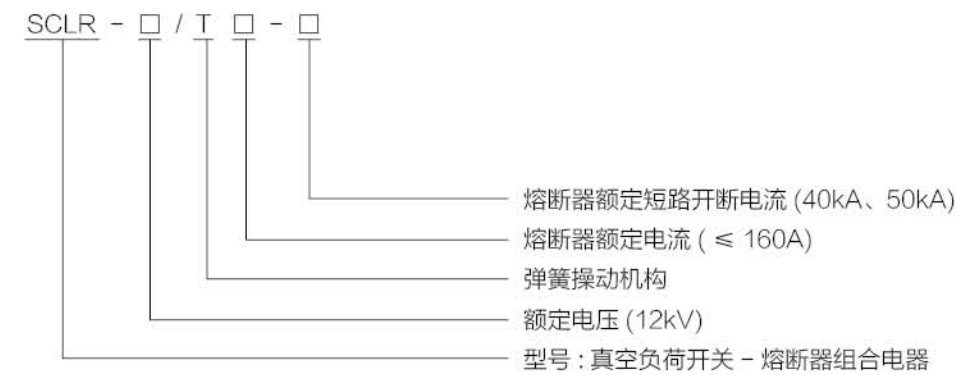 SCLR - □ / T □ - □
熔断器额定短路开断电流 (40kA、50kA)
熔断器额定电流 ( ≤ 160A)
弹簧操动机构
额定电压 (12kV)
型号 : 真空负荷开关 - 熔断器组合电器